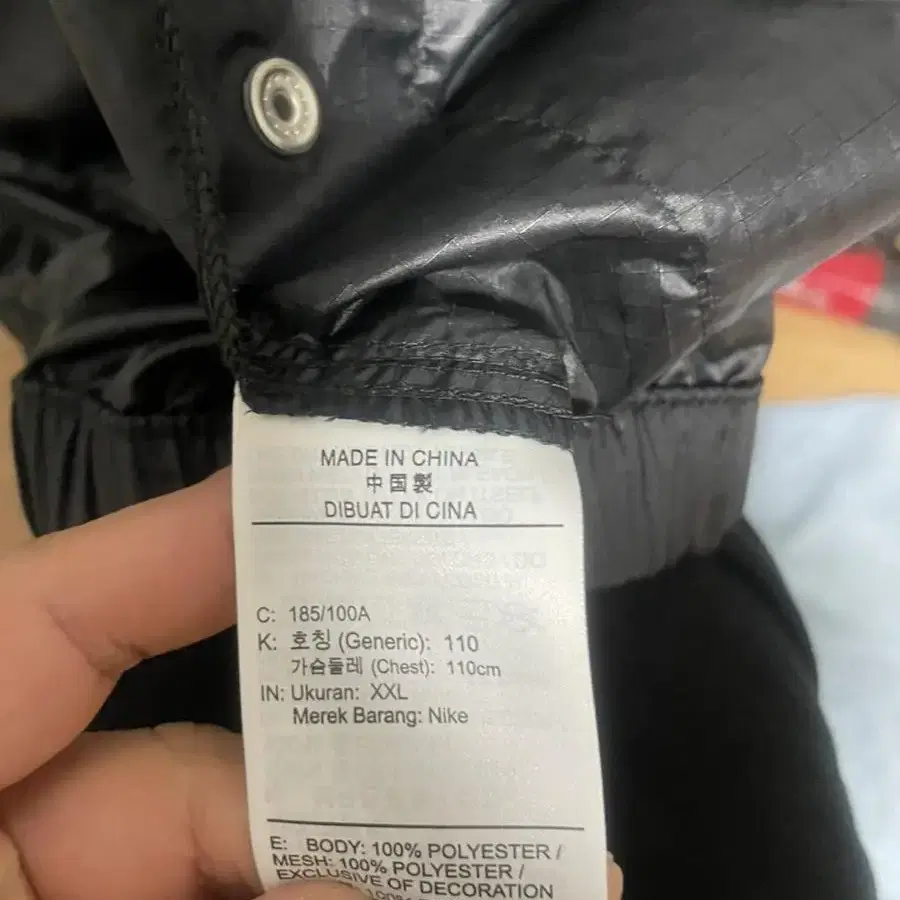 MADE IN CHINA
中国製
DIBUAT DI CINA
C: 185/100A
K: 호칭 (Generic): 110
가슴둘레 (Chest): 110cm
IN: Ukuran: XXL
Merek Barang: Nike
E: BODY: 100% POLYESTER /
MESH: 100% POLYESTER /
EXCLUSIVE OF DECORATION